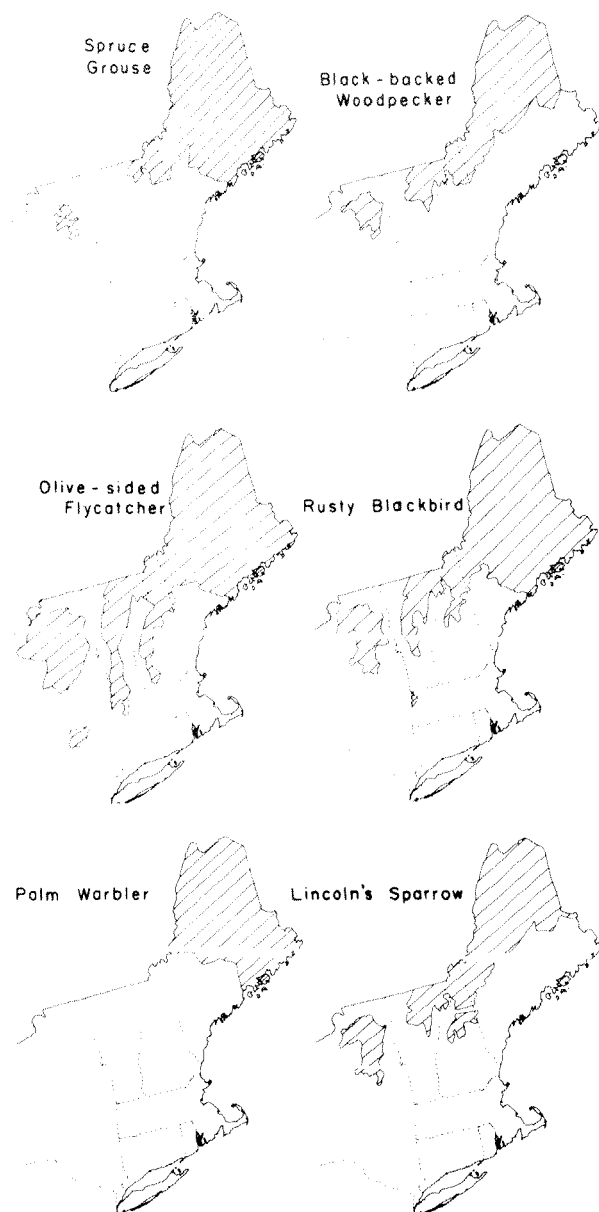 Spruce
Grouse
Black-backed
Woodpecker
Olive-sided
Flycatcher
Rusty Blackbird
Palm Warbler
Lincoln's Sparrow